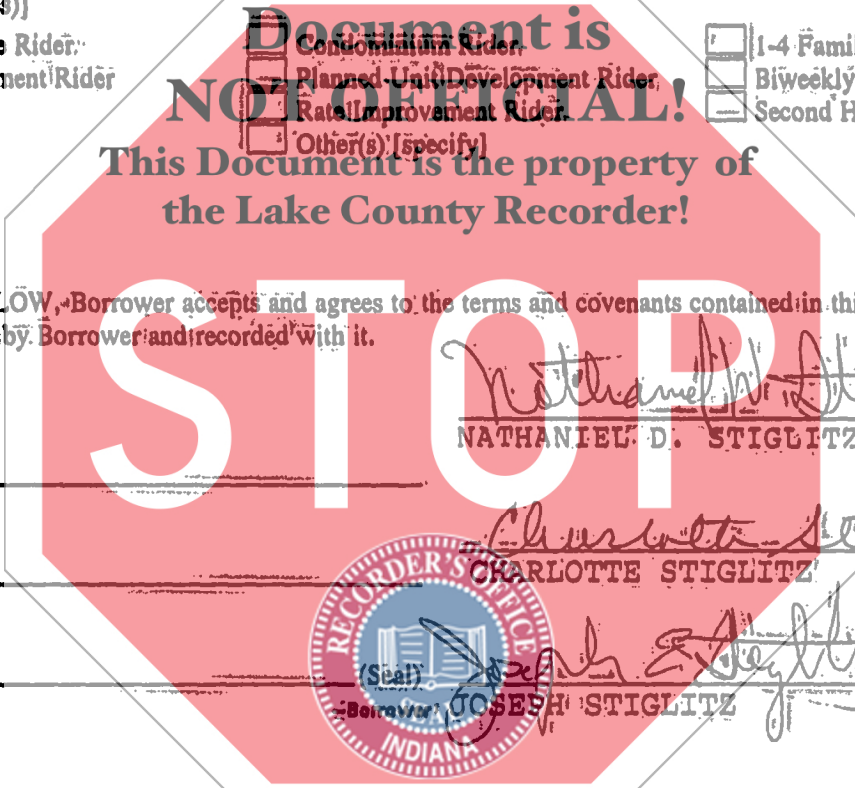 s)]
e Rider.
Condominium Rider.
1-4 Famil
ment Rider
Planned Unit Development Rider
Biweekly
Rate Improvement Rider
Second H
Other(s) [specify]
Document is
NOT OFFICIAL!
This Document is the property of
the Lake County Recorder!
LOW, Borrower accepts and agrees to the terms and covenants contained in thi
by Borrower and recorded with it.
STOP
NATHANIEL D. STIGLITZ
CHARLOTTE STIGLITZ
(Seal)
-Borrower
Joseph E Stiglit
JOSEPH STIGLITZ
RECORDER'S OFFICE
INDIANA